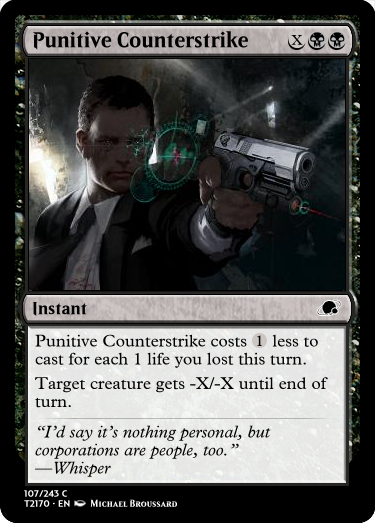 Punitive Counterstrike X
Instant
Punitive Counterstrike costs 1 less to
cast for each 1 life you lost this turn.
Target creature gets -X/-X until end of
turn.
“I’d say it’s nothing personal, but
corporations are people, too.”
—Whisper
107/243 C
T2170 · EN Michael Broussard